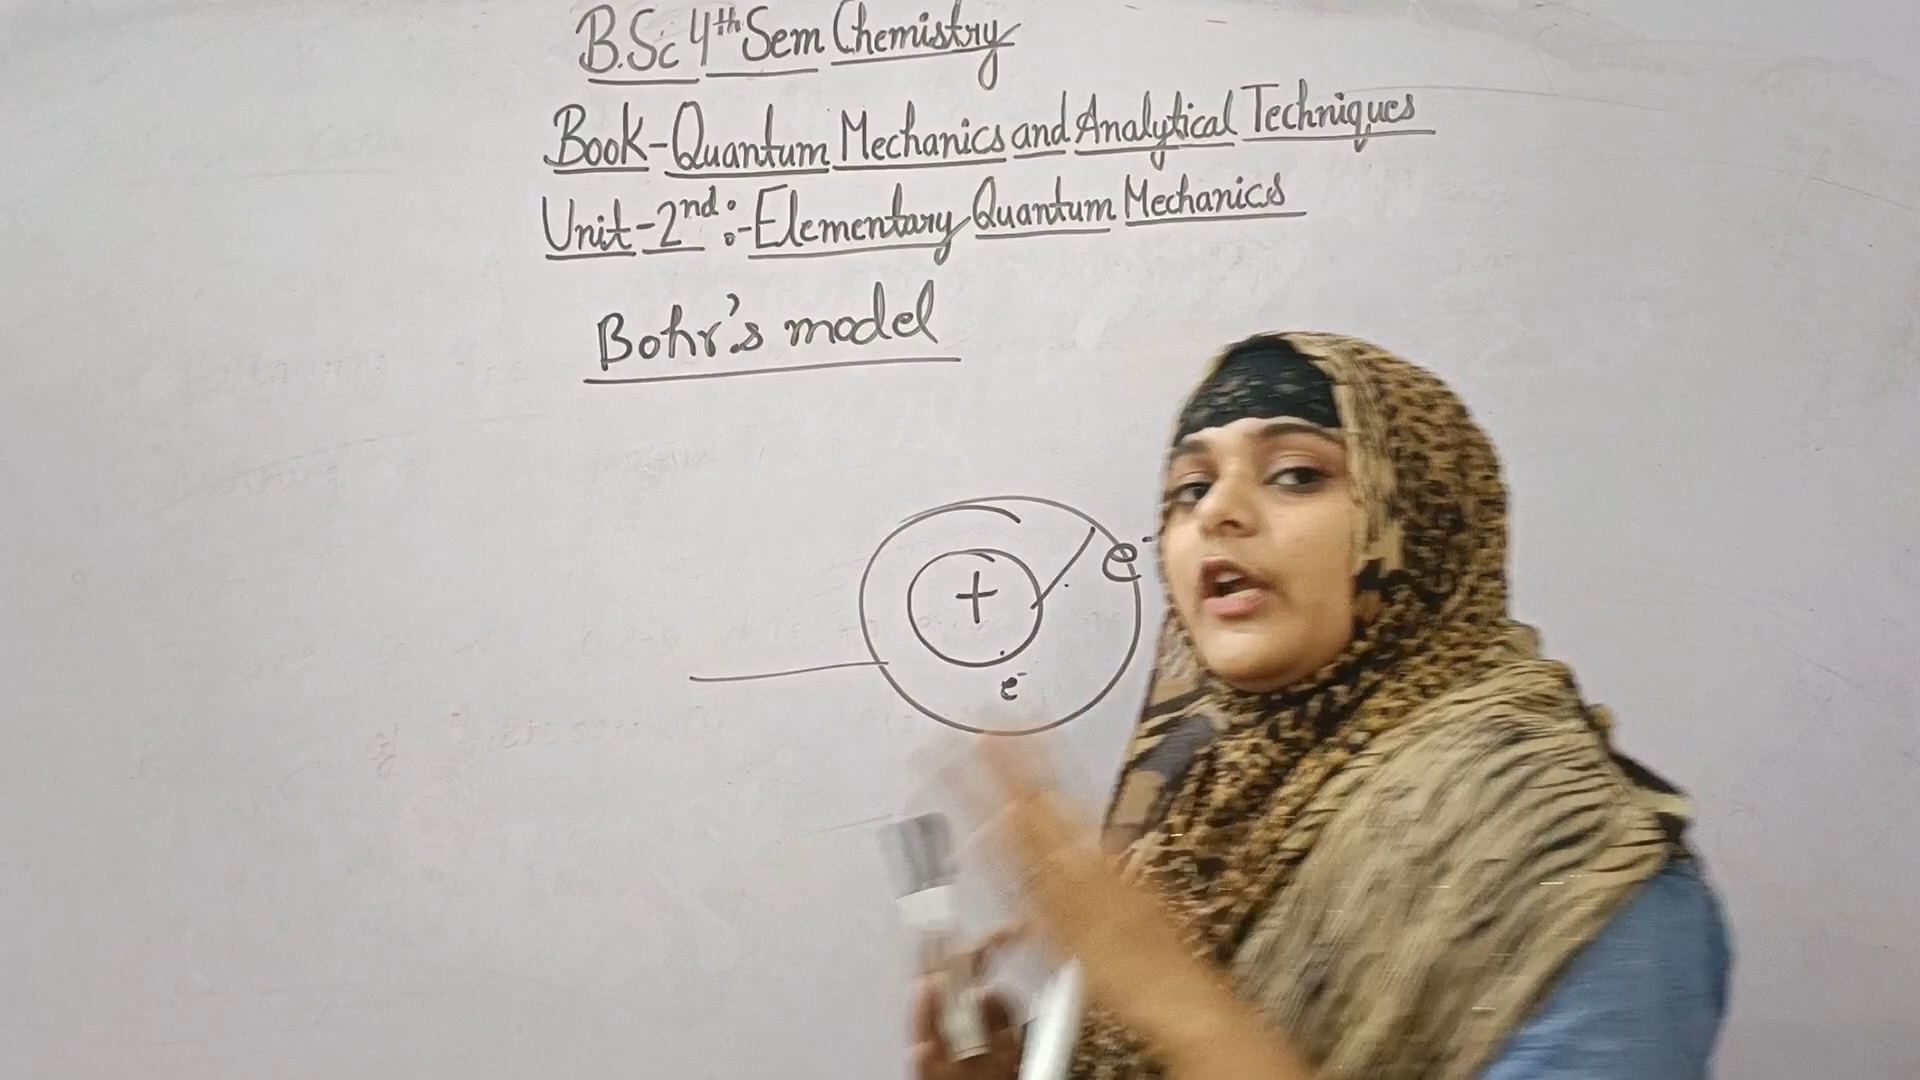 B.Sc 4th Sem Chemistry
Book-Quantum Mechanics and Analytical Techniques
Unit-2nd:-Elementary Quantum Mechanics
Bohr's model
e-
+
e-